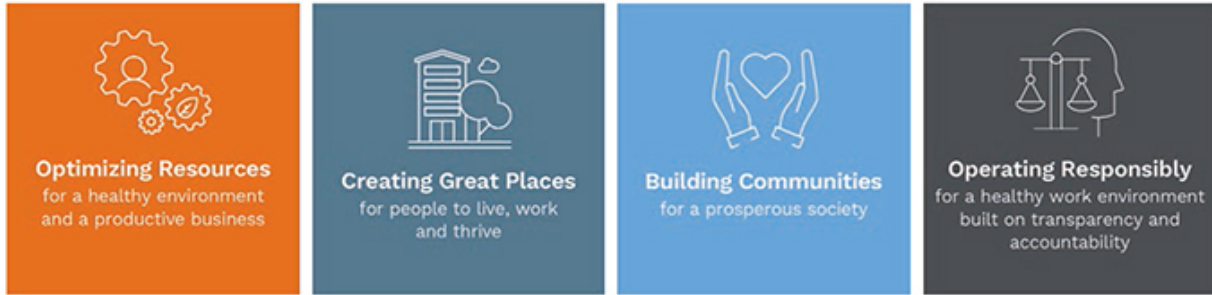 Optimizing Resources
for a healthy environment
and a productive business
Creating Great Places
for people to live, work
and thrive
Building Communities
for a prosperous society
Operating Responsibly
for a healthy work environment
built on transparency and
accountability